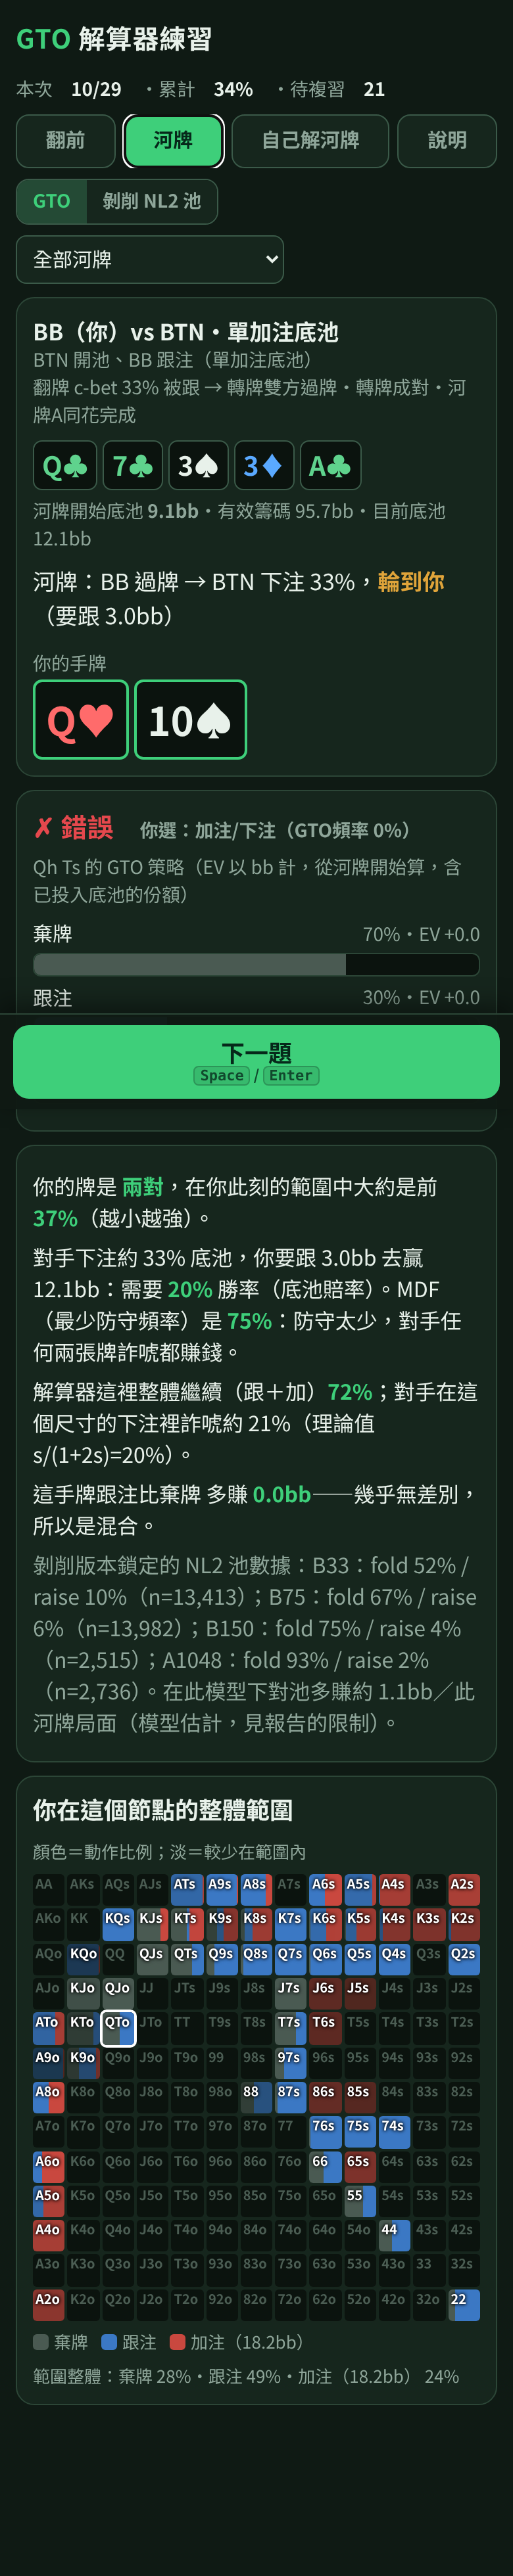 GTO 解算器練習
本次 10/29 ・累計 34% ・待複習 21
翻前 河牌 自己解河牌 說明
GTO 剝削 NL2 池
全部河牌
BB（你）vs BTN・單加注底池
BTN 開池、BB 跟注（單加注底池）
翻牌 c-bet 33% 被跟 → 轉牌雙方過牌・轉牌成對・河
牌A同花完成
Q♣ 7♣ 3♠ 3♦ A♣
河牌開始底池 9.1bb・有效籌碼 95.7bb・目前底池
12.1bb
河牌：BB 過牌 → BTN 下注 33%，輪到你
（要跟 3.0bb）
你的手牌
Q♥ 10♠
✗ 錯誤 你選：加注/下注（GTO頻率 0%）
Qh Ts 的 GTO 策略（EV 以 bb 計，從河牌開始算，含
已投入底池的份額）
棄牌 70%・EV +0.0
跟注 30%・EV +0.0
下一題
Space / Enter
你的牌是 兩對，在你此刻的範圍中大約是前
37%（越小越強）。
對手下注約 33% 底池，你要跟 3.0bb 去贏
12.1bb：需要 20% 勝率（底池賠率）。MDF
（最少防守頻率）是 75%：防守太少，對手任
何兩張牌詐唬都賺錢。
解算器這裡整體繼續（跟＋加）72%；對手在這
個尺寸的下注裡詐唬約 21%（理論值
s/(1+2s)=20%）。
這手牌跟注比棄牌 多賺 0.0bb——幾乎無差別，
所以是混合。
剝削版本鎖定的 NL2 池數據：B33：fold 52% /
raise 10%（n=13,413）；B75：fold 67% / raise
6%（n=13,982）；B150：fold 75% / raise 4%
（n=2,515）；A1048：fold 93% / raise 2%
（n=2,736）。在此模型下對池多賺約 1.1bb／此
河牌局面（模型估計，見報告的限制）。
你在這個節點的整體範圍
顏色＝動作比例；淡＝較少在範圍內
AA AKs AQs AJs ATs A9s A8s A7s A6s A5s A4s A3s A2s
AKo KK KQs KJs KTs K9s K8s K7s K6s K5s K4s K3s K2s
AQo KQo QQ QJs QTs Q9s Q8s Q7s Q6s Q5s Q4s Q3s Q2s
AJo KJo QJo JJ JTs J9s J8s J7s J6s J5s J4s J3s J2s
ATo KTo QTo JTo TT T9s T8s T7s T6s T5s T4s T3s T2s
A9o K9o Q9o J9o T9o 99 98s 97s 96s 95s 94s 93s 92s
A8o K8o Q8o J8o T8o 98o 88 87s 86s 85s 84s 83s 82s
A7o K7o Q7o J7o T7o 97o 87o 77 76s 75s 74s 73s 72s
A6o K6o Q6o J6o T6o 96o 86o 76o 66 65s 64s 63s 62s
A5o K5o Q5o J5o T5o 95o 85o 75o 65o 55 54s 53s 52s
A4o K4o Q4o J4o T4o 94o 84o 74o 64o 54o 44 43s 42s
A3o K3o Q3o J3o T3o 93o 83o 73o 63o 53o 43o 33 32s
A2o K2o Q2o J2o T2o 92o 82o 72o 62o 52o 42o 32o 22
棄牌 跟注 加注（18.2bb）
範圍整體：棄牌 28%・跟注 49%・加注（18.2bb） 24%